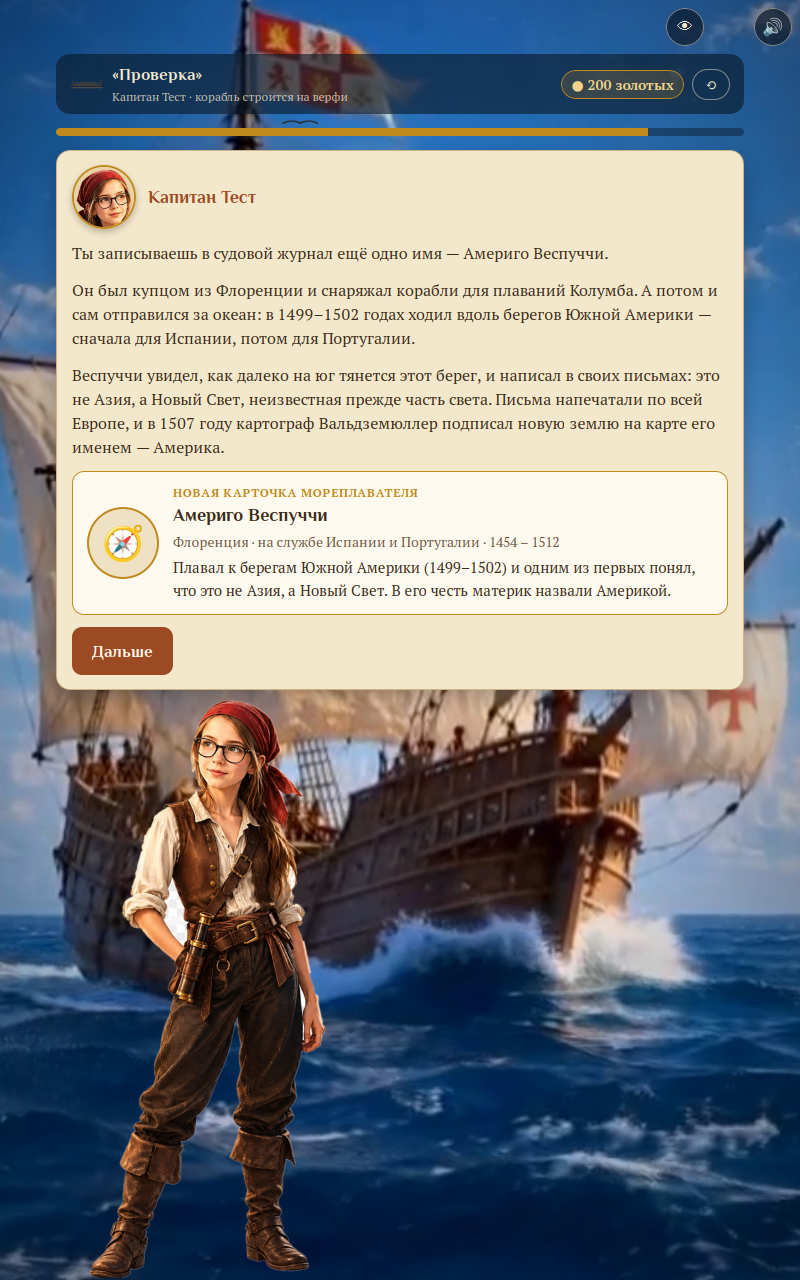 «Проверка»
Капитан Тест · корабль строится на верфи
200 золотых
Капитан Тест
Ты записываешь в судовой журнал ещё одно имя — Америго Веспуччи.
Он был купцом из Флоренции и снаряжал корабли для плаваний Колумба. А потом и
сам отправился за океан: в 1499–1502 годах ходил вдоль берегов Южной Америки —
сначала для Испании, потом для Португалии.
Веспуччи увидел, как далеко на юг тянется этот берег, и написал в своих письмах: это
не Азия, а Новый Свет, неизвестная прежде часть света. Письма напечатали по всей
Европе, и в 1507 году картограф Вальдземюллер подписал новую землю на карте его
именем — Америка.
НОВАЯ КАРТОЧКА МОРЕПЛАВАТЕЛЯ
Америго Веспуччи
Флоренция · на службе Испании и Португалии · 1454 – 1512
Плавал к берегам Южной Америки (1499–1502) и одним из первых понял,
что это не Азия, а Новый Свет. В его честь материк назвали Америкой.
Дальше